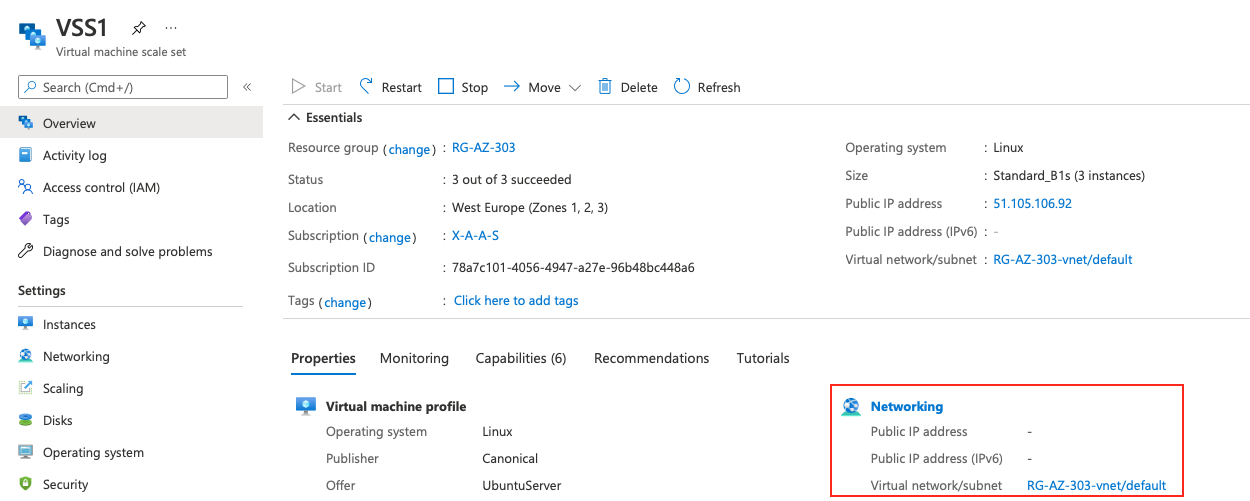 VSS1
Virtual machine scale set
Search (Cmd+/)
«
Start
Restart
Stop
Move
Delete
Refresh
Overview
Activity log
Access control (IAM)
Tags
Diagnose and solve problems
Settings
Instances
Networking
Scaling
Disks
Operating system
Security
Essentials
Resource group (change) : RG-AZ-303
Status : 3 out of 3 succeeded
Location : West Europe (Zones 1, 2, 3)
Subscription (change) : X-A-A-S
Subscription ID : 78a7c101-4056-4947-a27e-96b48bc448a6
Tags (change) : Click here to add tags
Operating system : Linux
Size : Standard_B1s (3 instances)
Public IP address : 51.105.106.92
Public IP address (IPv6) : -
Virtual network/subnet : RG-AZ-303-vnet/default
Properties Monitoring Capabilities (6) Recommendations Tutorials
Virtual machine profile
Operating system Linux
Publisher Canonical
Offer UbuntuServer
Networking
Public IP address -
Public IP address (IPv6) -
Virtual network/subnet RG-AZ-303-vnet/default